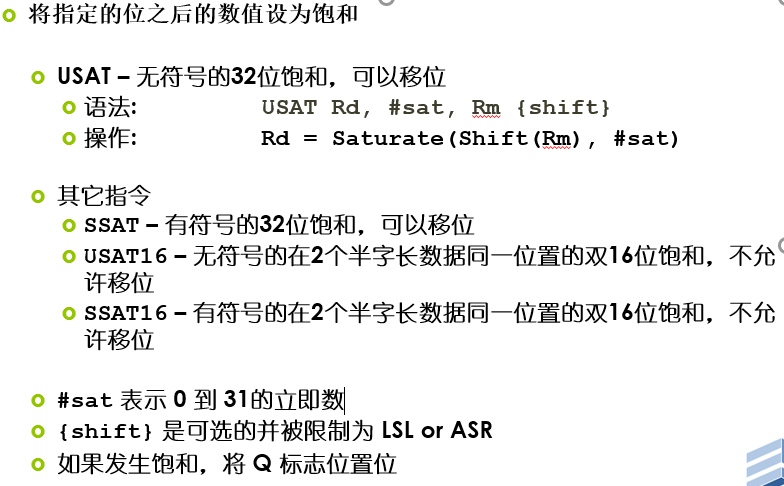 将指定的位之后的数值设为饱和
USAT – 无符号的32位饱和，可以移位
语法: USAT Rd, #sat, Rm {shift}
操作: Rd = Saturate(Shift(Rm), #sat)
其它指令
SSAT – 有符号的32位饱和，可以移位
USAT16 – 无符号的在2个半字长数据同一位置的双16位饱和，不允
许移位
SSAT16 – 有符号的在2个半字长数据同一位置的双16位饱和，不允
许移位
#sat 表示 0 到 31的立即数
{shift} 是可选的并被限制为 LSL or ASR
如果发生饱和，将 Q 标志位置位